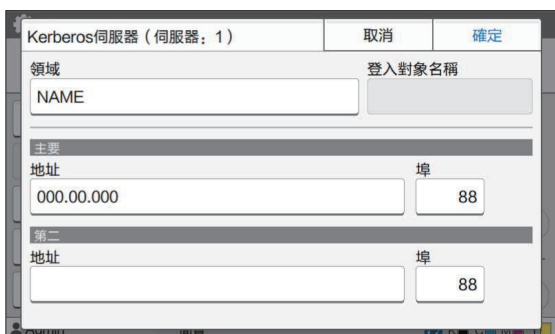 Kerberos伺服器（伺服器：1）
取消
確定
領域
登入對象名稱
NAME
主要
地址
埠
000.00.000
88
第二
地址
埠
88